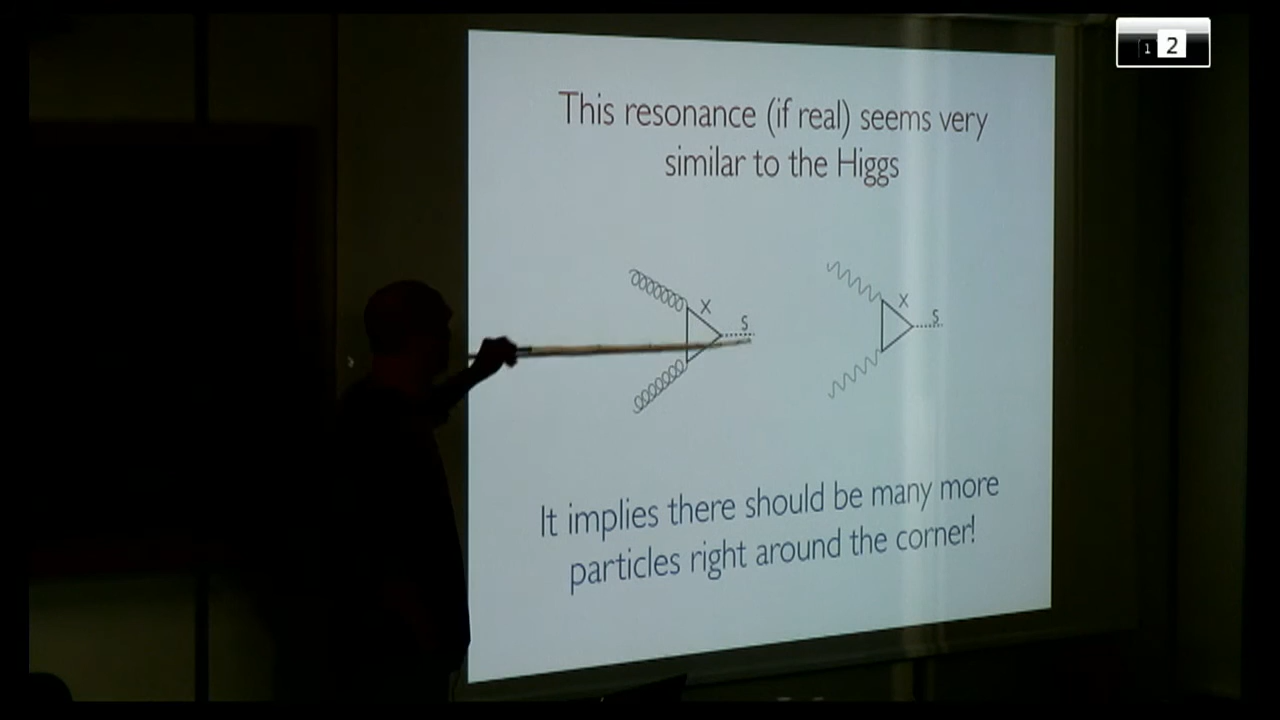 1 2
This resonance (if real) seems very
similar to the Higgs
X
S
X
S
It implies there should be many more
particles right around the corner!